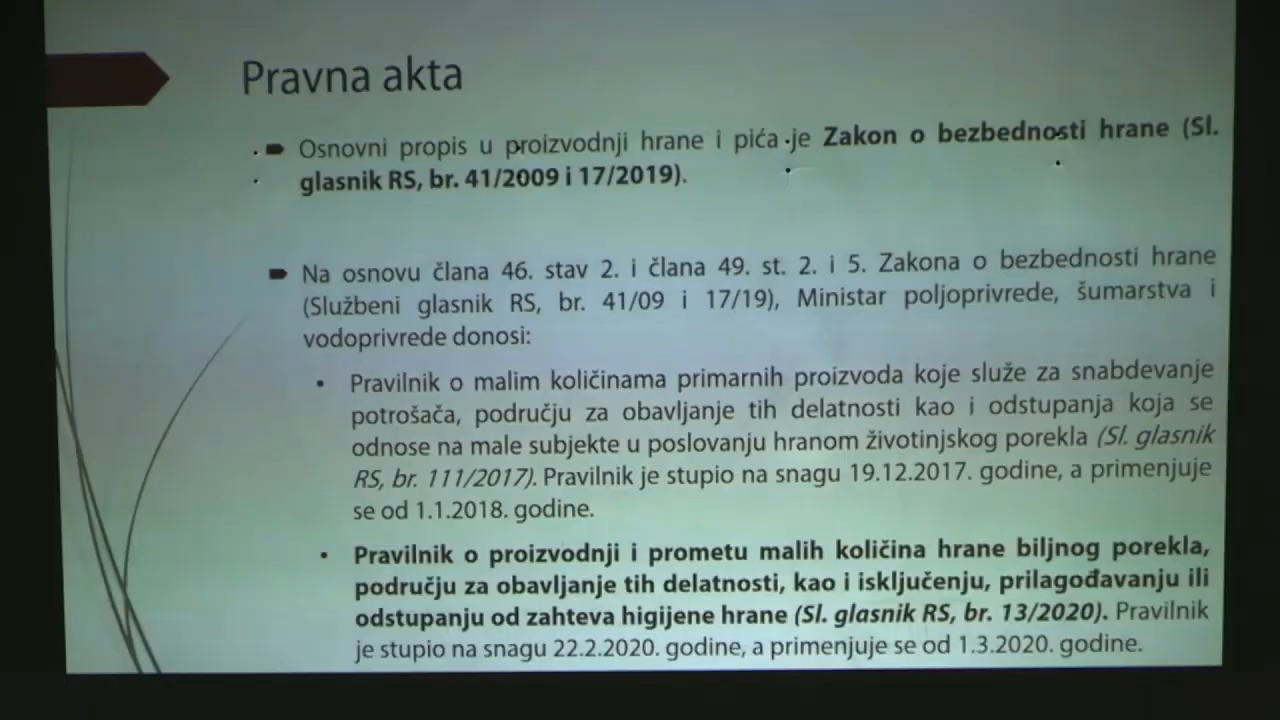 Pravna akta
Osnovni propis u proizvodnji hrane i pića je Zakon o bezbednosti hrane (Sl.
glasnik RS, br. 41/2009 i 17/2019).
Na osnovu člana 46. stav 2. i člana 49. st. 2. i 5. Zakona o bezbednosti hrane
(Službeni glasnik RS, br. 41/09 i 17/19), Ministar poljoprivrede, šumarstva i
vodoprivrede donosi:
• Pravilnik o malim količinama primarnih proizvoda koje služe za snabdevanje
potrošača, području za obavljanje tih delatnosti kao i odstupanja koja se
odnose na male subjekte u poslovanju hranom životinjskog porekla (Sl. glasnik
RS, br. 111/2017). Pravilnik je stupio na snagu 19.12.2017. godine, a primenjuje
se od 1.1.2018. godine.
• Pravilnik o proizvodnji i prometu malih količina hrane biljnog porekla,
području za obavljanje tih delatnosti, kao i isključenju, prilagođavanju ili
odstupanju od zahteva higijene hrane (Sl. glasnik RS, br. 13/2020). Pravilnik
je stupio na snagu 22.2.2020. godine, a primenjuje se od 1.3.2020. godine.